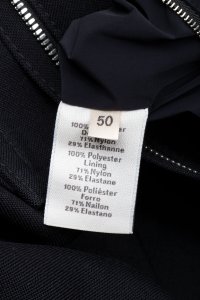 50
100% Polyester
71% Nylon
29% Elasthanne
100% Polyester
Lining
71% Nylon
29% Elastane
100% Poliéster
Forro
71% Nailon
29% Elastano